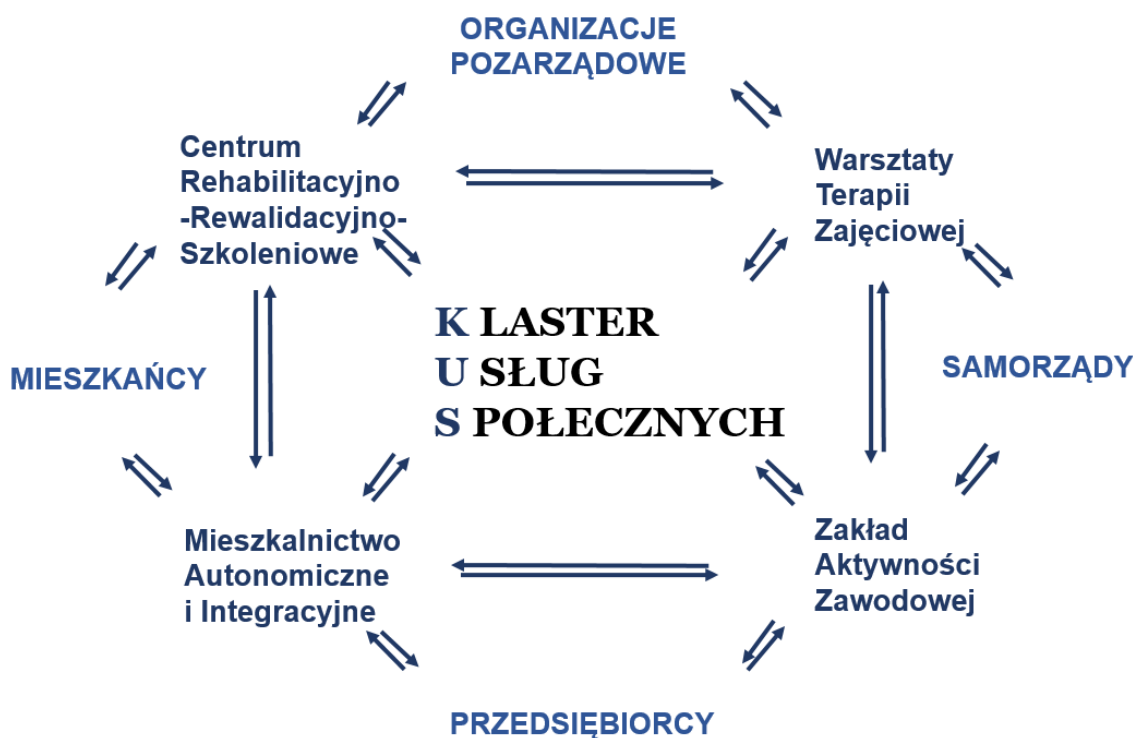 ORGANIZACJE
POZARZĄDOWE
Centrum
Rehabilitacyjno
-Rewalidacyjno-
Szkoleniowe
Warsztaty
Terapii
Zajęciowej
K LASTER
U SŁUG
S POŁECZNYCH
MIESZKAŃCY
SAMORZĄDY
Mieszkalnictwo
Autonomiczne
i Integracyjne
Zakład
Aktywności
Zawodowej
PRZEDSIĘBIORCY